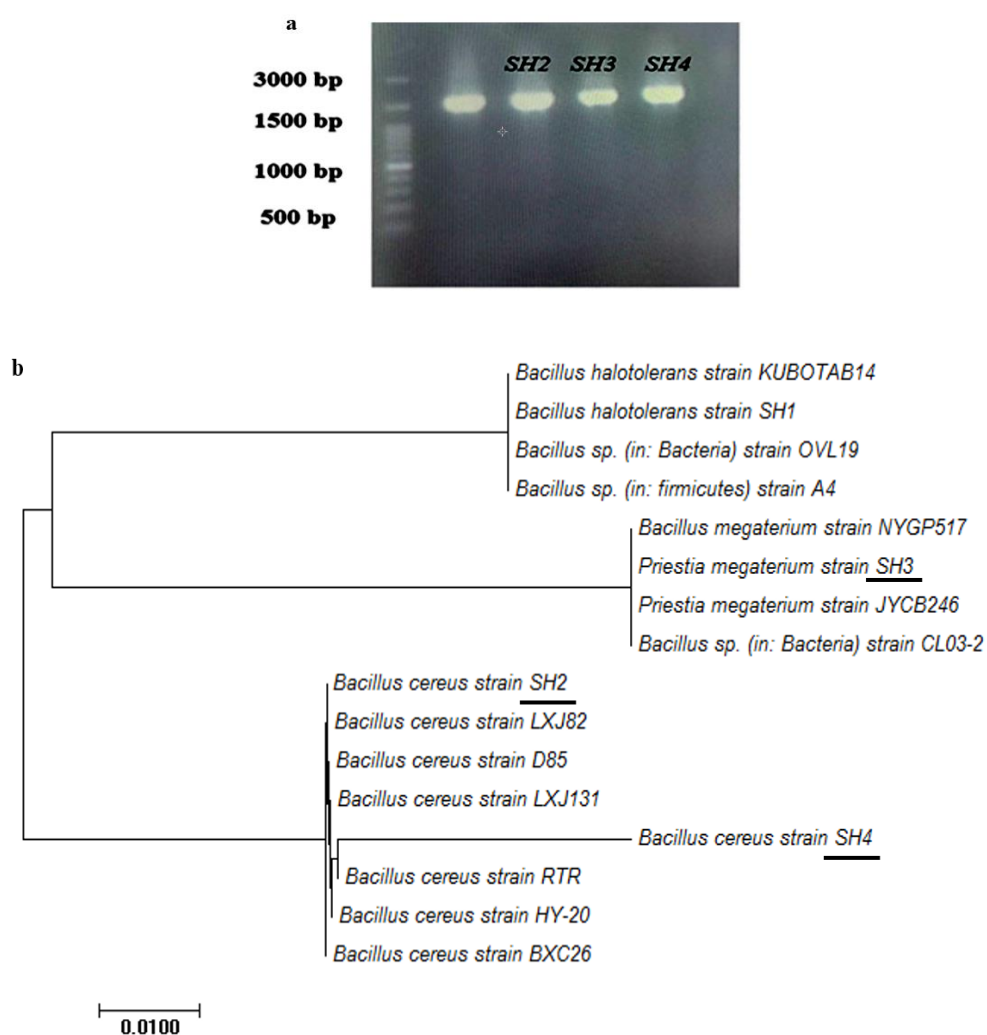 a
SH2 SH3 SH4
3000 bp
1500 bp
1000 bp
500 bp
b
Bacillus halotolerans strain KUBOTAB14
Bacillus halotolerans strain SH1
Bacillus sp. (in: Bacteria) strain OVL19
Bacillus sp. (in: firmicutes) strain A4
Bacillus megaterium strain NYGP517
Priestia megaterium strain SH3
Priestia megaterium strain JYCB246
Bacillus sp. (in: Bacteria) strain CL03-2
Bacillus cereus strain SH2
Bacillus cereus strain LXJ82
Bacillus cereus strain D85
Bacillus cereus strain LXJ131
Bacillus cereus strain SH4
Bacillus cereus strain RTR
Bacillus cereus strain HY-20
Bacillus cereus strain BXC26
0.0100